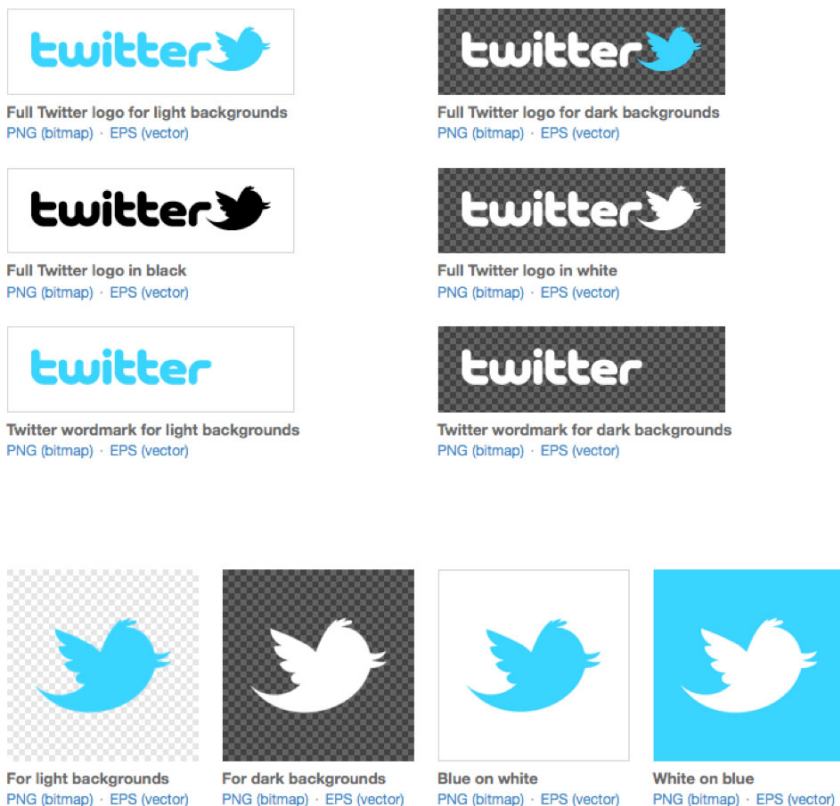 twitter
Full Twitter logo for light backgrounds
PNG (bitmap) · EPS (vector)
twitter
Full Twitter logo for dark backgrounds
PNG (bitmap) · EPS (vector)
twitter
Full Twitter logo in black
PNG (bitmap) · EPS (vector)
twitter
Full Twitter logo in white
PNG (bitmap) · EPS (vector)
twitter
Twitter wordmark for light backgrounds
PNG (bitmap) · EPS (vector)
twitter
Twitter wordmark for dark backgrounds
PNG (bitmap) · EPS (vector)
For light backgrounds
PNG (bitmap) · EPS (vector)
For dark backgrounds
PNG (bitmap) · EPS (vector)
Blue on white
PNG (bitmap) · EPS (vector)
White on blue
PNG (bitmap) · EPS (vector)